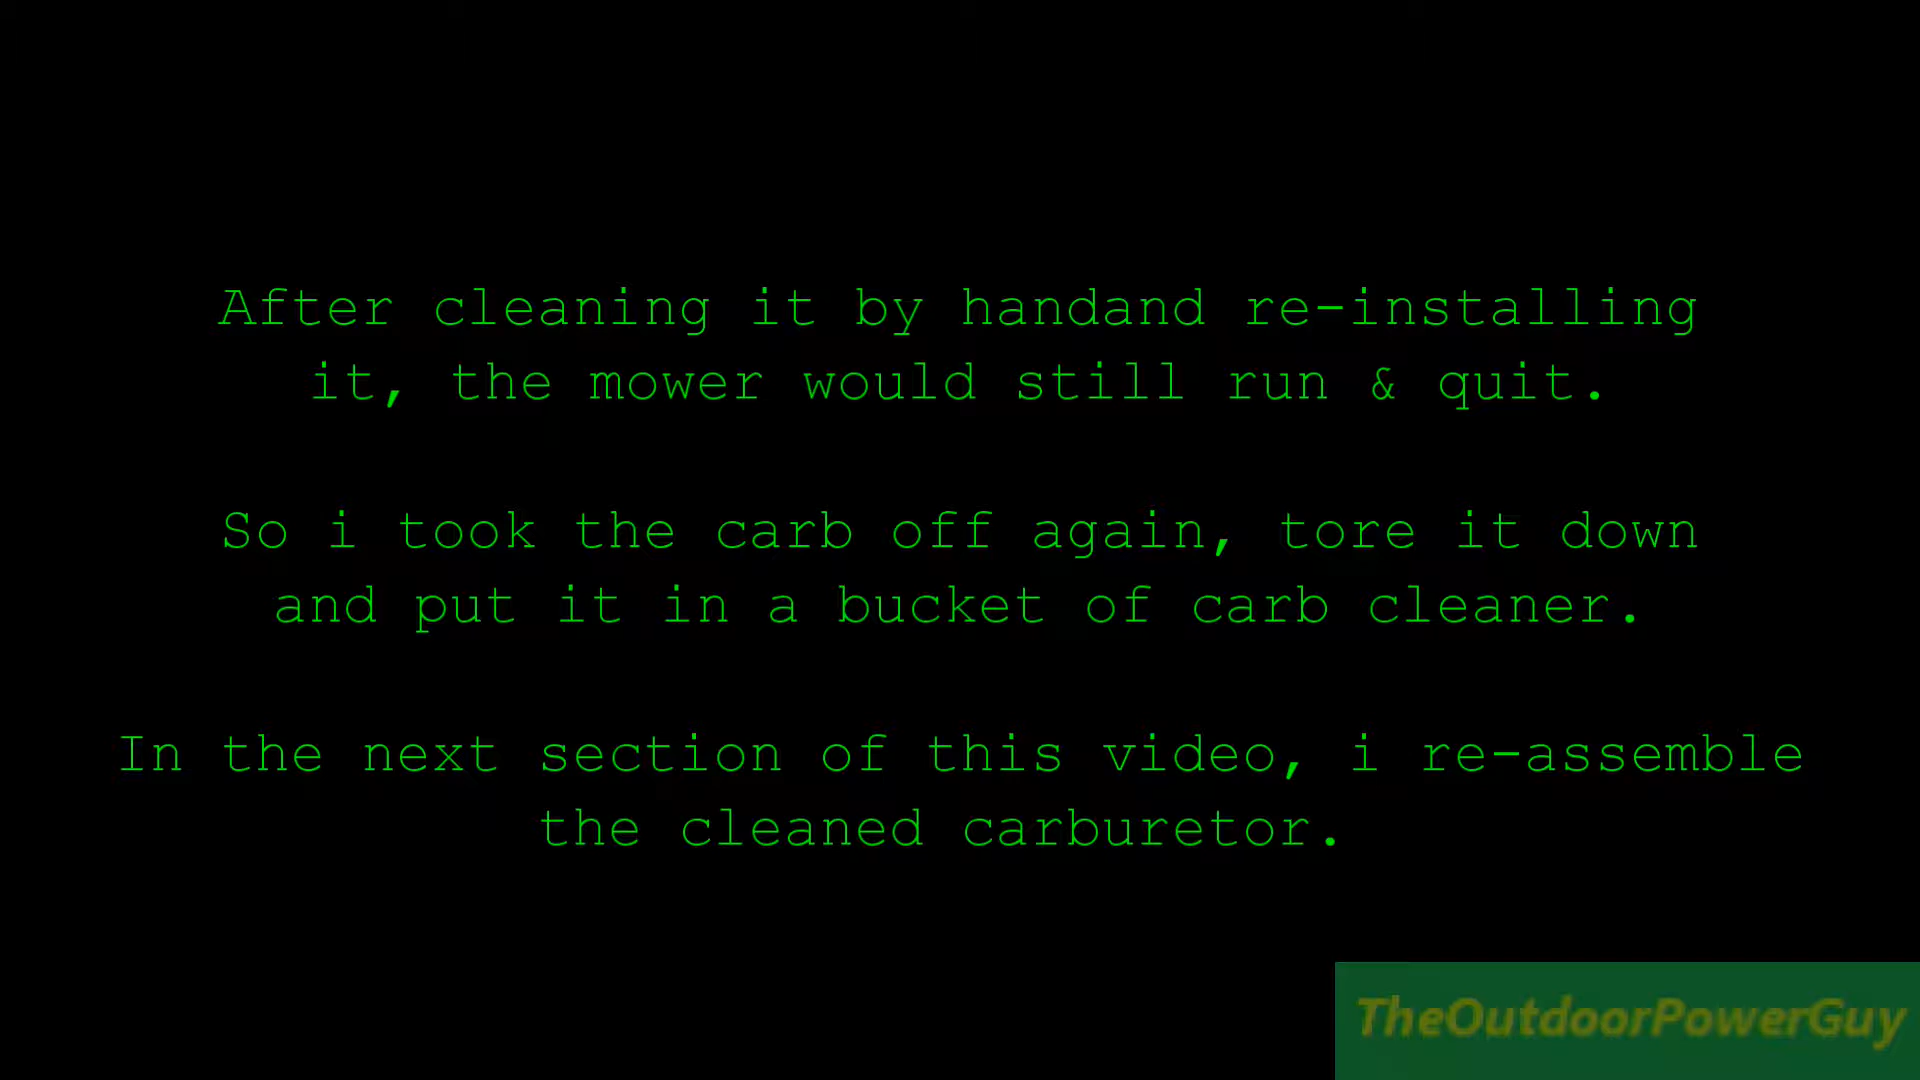 After cleaning it by handand re-installing
it, the mower would still run & quit.
So i took the carb off again, tore it down
and put it in a bucket of carb cleaner.
In the next section of this video, i re-assemble
the cleaned carburetor.
TheOutdoorPowerGuy